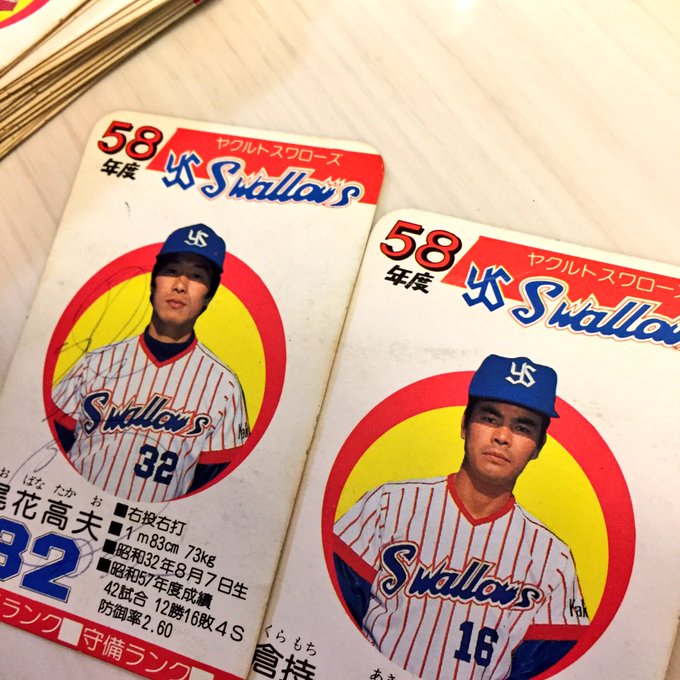 58
年度
ヤクルトスワローズ
YS Swallows
YS
Swallows
32
お ばな たか お
尾花高夫
32
■右投右打
■1m83cm 73kg
■昭和32年8月7日生
■昭和57年度成績
42試合 12勝16敗4S
防御率2.60
ランク
守備ランク
58
年度
ヤクルトスワローズ
YS Swallows
YS
Swallows
16
くら もち
倉持
あき